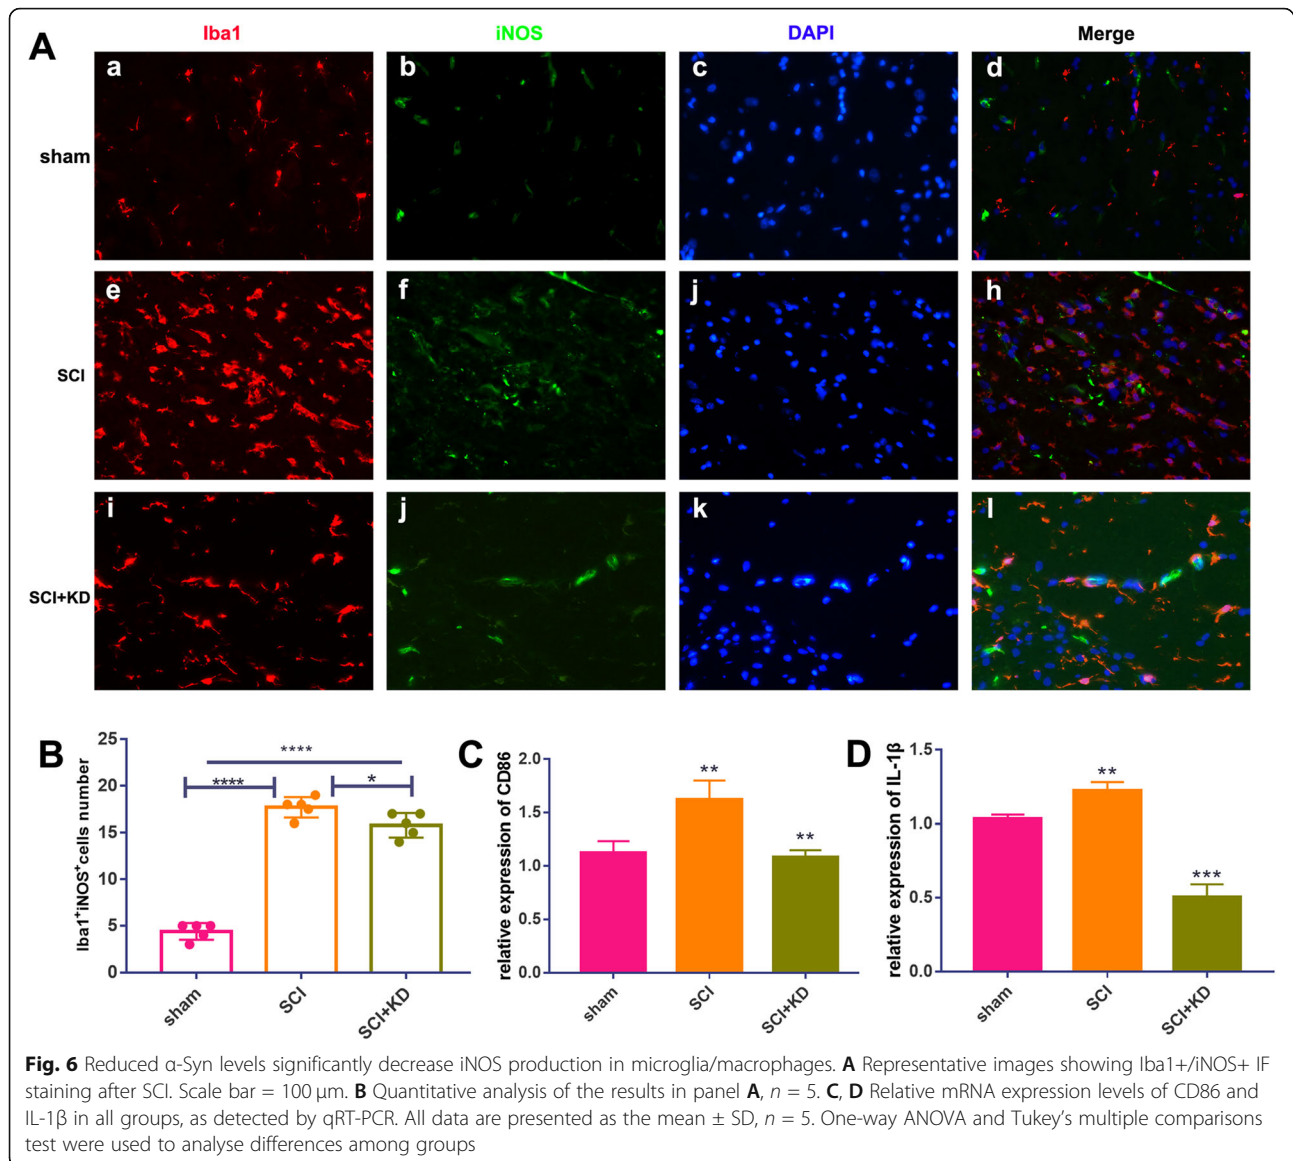 A
Iba1 iNOS DAPI Merge
sham
a b c d
SCI
e f j h
SCI+KD
i j k l
B
Iba1+iNOS+cells number
25
20
15
10
5
0
****
**** *
sham SCI SCI+KD
C
relative expression of CD86
2.0
1.5
1.0
0.5
0.0
**
**
sham SCI SCI+KD
D
relative expression of IL-1β
1.5
1.0
0.5
0.0
**
***
sham SCI SCI+KD
Fig. 6 Reduced α-Syn levels significantly decrease iNOS production in microglia/macrophages. A Representative images showing Iba1+/iNOS+ IF
staining after SCI. Scale bar = 100 μm. B Quantitative analysis of the results in panel A, n = 5. C, D Relative mRNA expression levels of CD86 and
IL-1β in all groups, as detected by qRT-PCR. All data are presented as the mean ± SD, n = 5. One-way ANOVA and Tukey's multiple comparisons
test were used to analyse differences among groups